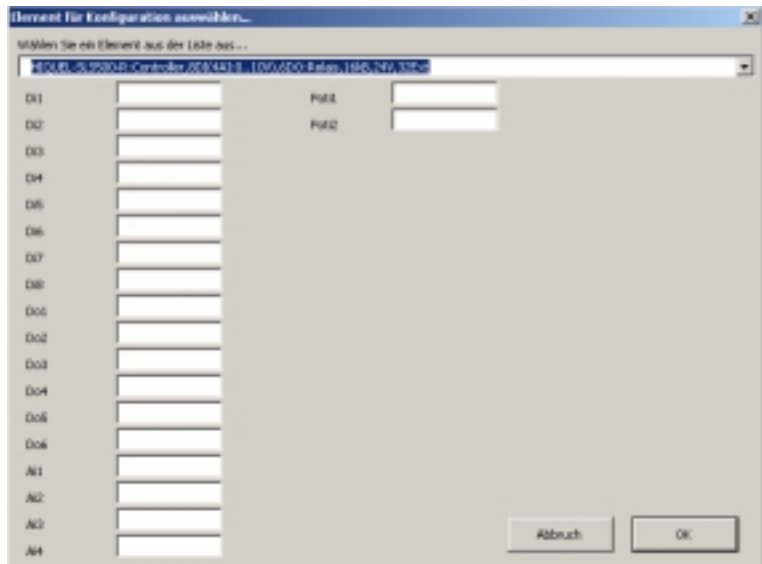 Element für Konfiguration auswählen...
Wählen Sie ein Element aus der Liste aus...
Controller,
Di1
Poti1
Di2
Poti2
Di3
Di4
Di5
Di6
Di7
Di8
Do1
Do2
Do3
Do4
Do5
Do6
Ai1
Ai2
Ai3
Ai4
Abbruch
OK